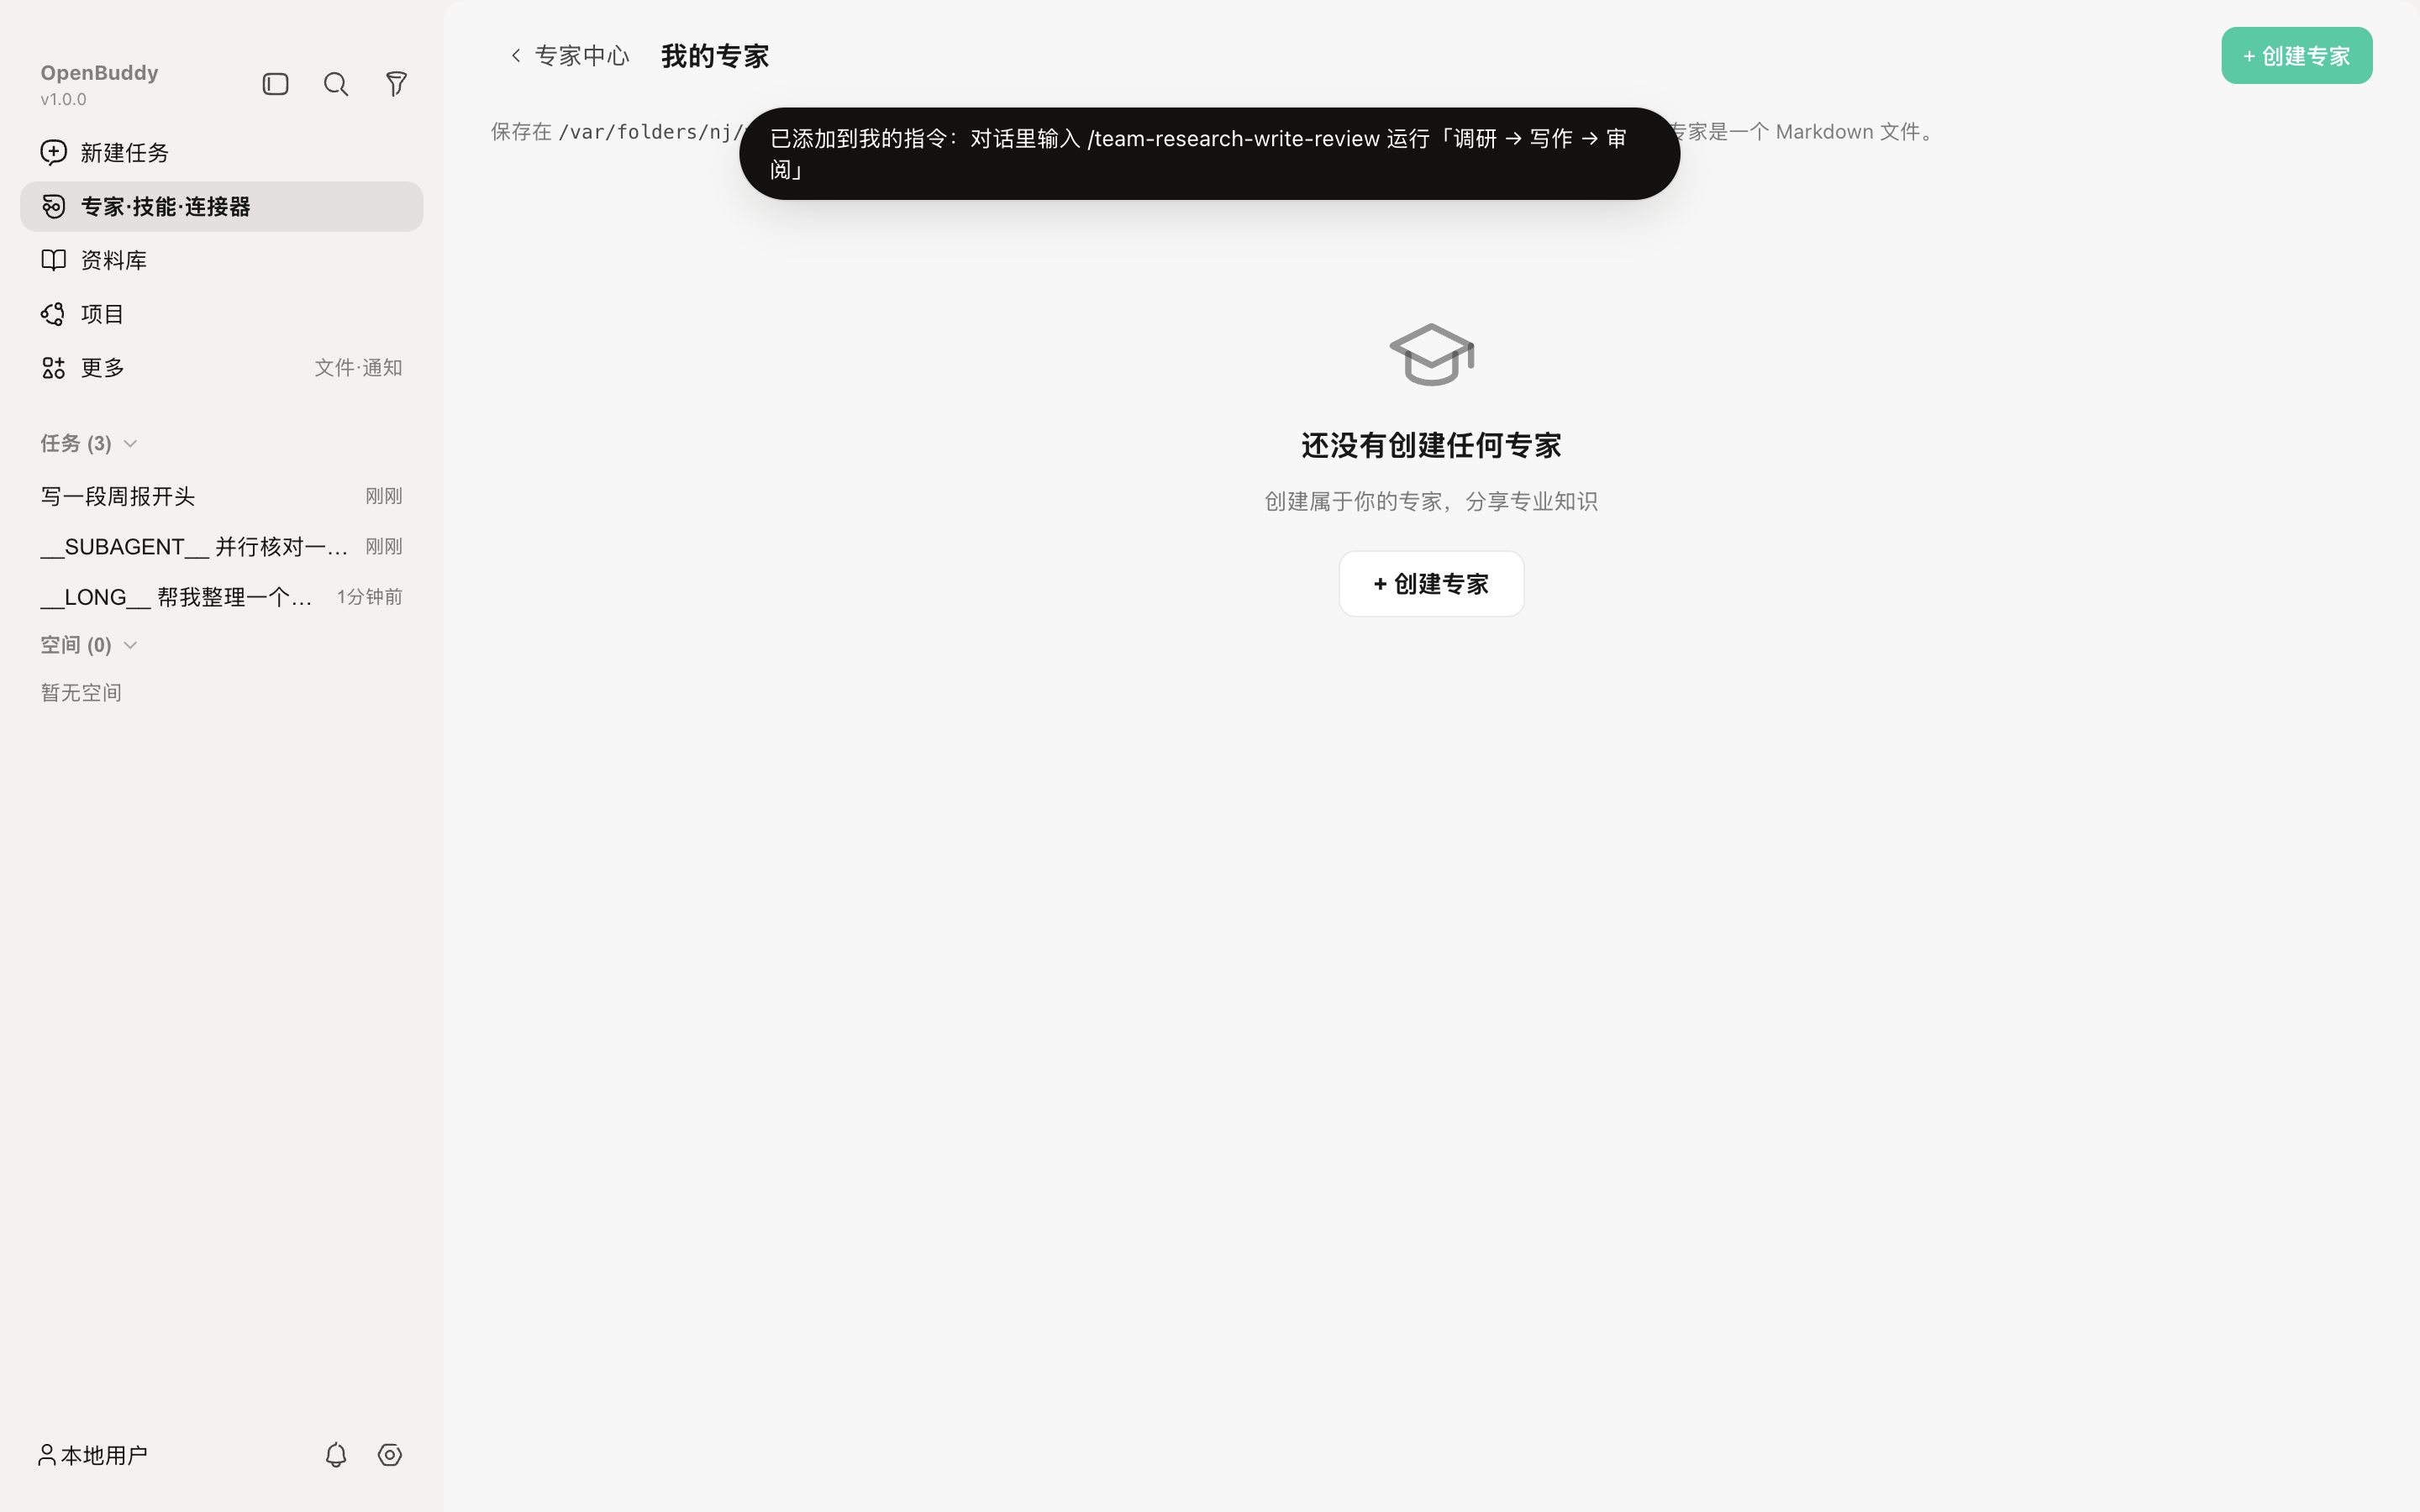 OpenBuddy
v1.0.0
新建任务
专家·技能·连接器
资料库
项目
更多
文件·通知
任务 (3)
写一段周报开头
刚刚
__SUBAGENT__ 并行核对一…
刚刚
__LONG__ 帮我整理一个…
1分钟前
空间 (0)
暂无空间
本地用户
专家中心
我的专家
+ 创建专家
保存在 /var/folders/nj/
专家是一个 Markdown 文件。
已添加到我的指令：对话里输入 /team-research-write-review 运行「调研 → 写作 → 审
阅」
还没有创建任何专家
创建属于你的专家，分享专业知识
+ 创建专家